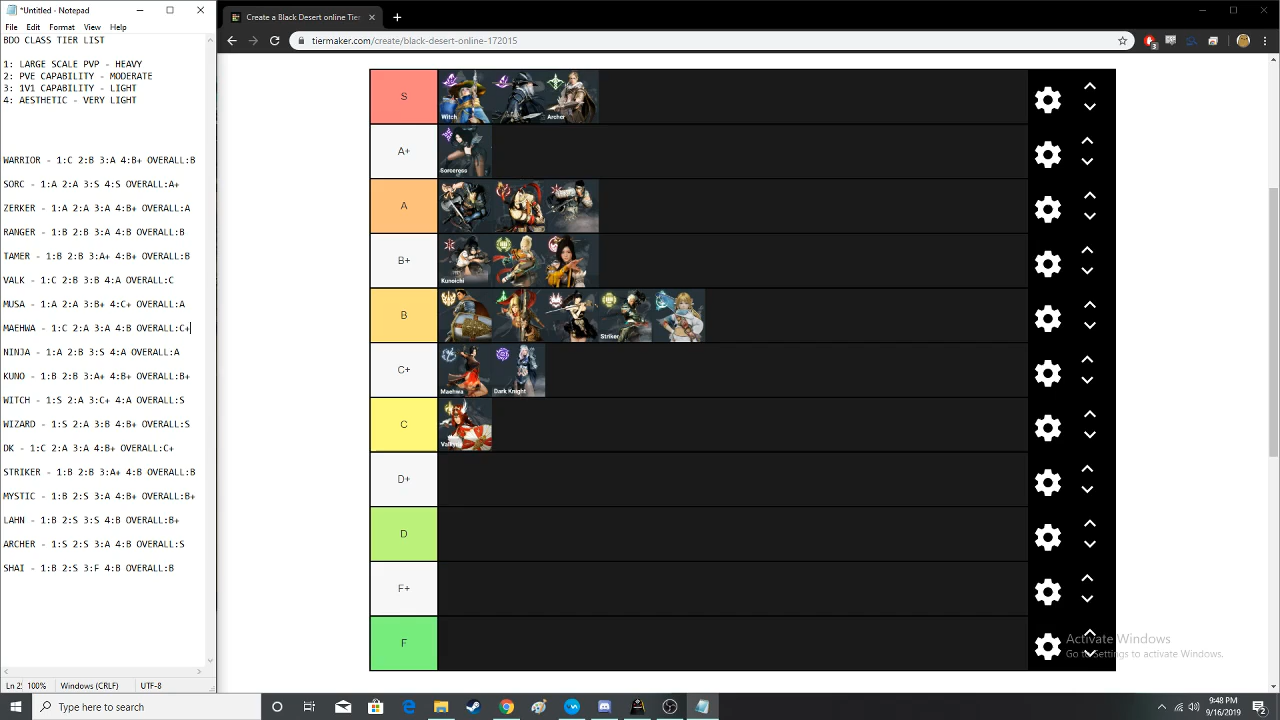 *Untitled - Notepad
File Edit Format View Help
BDO CLASS TIER LIST
1: LARGE SCALE PVP - HEAVY
2: PVE CAPABILITY - MODERATE
3: 1V1 CAPABILITY - LIGHT
4: AESTHETIC - VERY LIGHT
WARRIOR - 1:C 2:B 3:A 4:B+ OVERALL:B
SORC - 1:A 2:A 3:S 4:S OVERALL:A+
ZERKER - 1:A 2:A 3:A 4:B+ OVERALL:A
RANGER - 1:B 2:B 3:A 4:B OVERALL:B
TAMER - 1:B 2:B 3:A+ 4:B+ OVERALL:B
VALK - 1:C 2:B 3:B 4:A OVERALL:C
MUSA - 1:A 2:A 3:B+ 4:C+ OVERALL:A
MAEHWA - 1:C 2:A 3:A 4:B OVERALL:C+
NINJA - 1:A 2:B 3:S 4:A OVERALL:A
KUNO - 1:B 2:B 3:A+ 4:B+ OVERALL:B+
WITCH - 1:S 2:A 3:C+ 4:A OVERALL:S
WIZARD - 1:S 2:A 3:B 4:B+ OVERALL:S
DK - 1:C 2:B 3:A+ 4:B+ OVERALL:C+
STRIKER - 1:B 2:B 3:A+ 4:B OVERALL:B
MYSTIC - 1:B 2:S 3:A 4:B+ OVERALL:B+
LAHN - 1:B 2:S 3:S 4:B OVERALL:B+
ARCHER - 1:S 2:S 3:A 4:B OVERALL:S
SHAI - 1:B 2:S 3:F 4:B OVERALL:B
100% Windows (CRLF) UTF-8
Create a Black Desert online Tier
tiermaker.com/create/black-desert-online-172015
3
S
Witch
Archer
A+
Sorceress
A
B+
Kunoichi
B
Striker
C+
Maehwa
Dark Knight
C
Valkyrie
D+
D
F+
F
Activate Windows
Go to Settings to activate Windows.
Type here to search
9:48 PM
9/16/2019
2